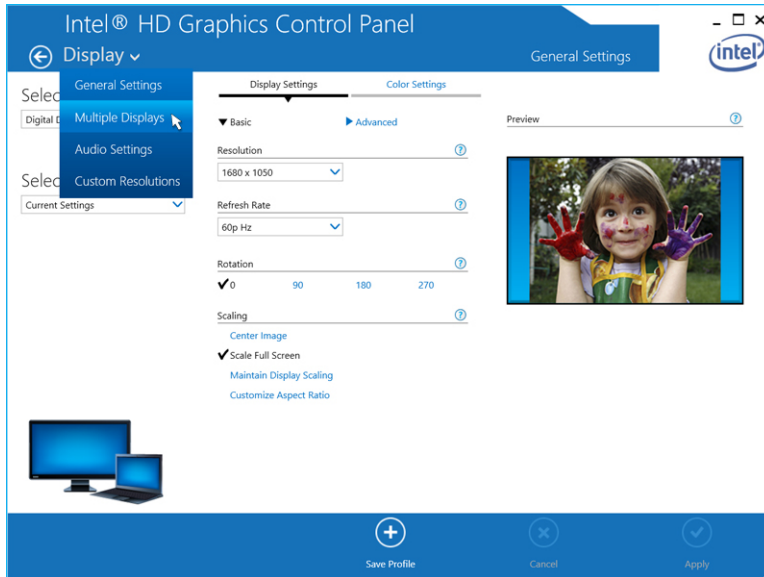 Intel® HD Graphics Control Panel
Display
General Settings
intel
General Settings
Multiple Displays
Audio Settings
Custom Resolutions
Selec
Digital D
Selec
Current Settings
Display Settings
Color Settings
Basic
Advanced
Resolution
?
1680 x 1050
Refresh Rate
?
60p Hz
Rotation
?
0 90 180 270
Scaling
?
Center Image
Scale Full Screen
Maintain Display Scaling
Customize Aspect Ratio
Preview
?
Save Profile
Cancel
Apply